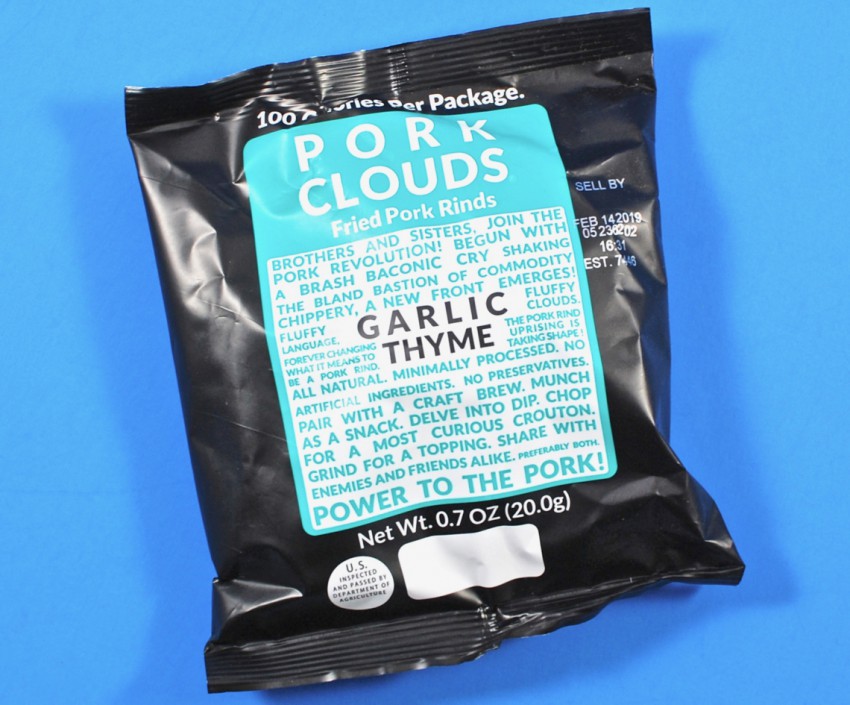 100 Calories Per Package.
PORK
CLOUDS
Fried Pork Rinds
BROTHERS AND SISTERS, JOIN THE
PORK REVOLUTION! BEGUN WITH
A BRASH BACONIC CRY SHAKING
THE BLAND BASTION OF COMMODITY
CHIPPERY, A NEW FRONT EMERGES!
FLUFFY
LANGUAGE,
FOREVER CHANGING
WHAT IT MEANS TO
BE A PORK RIND.
GARLIC
THYME
FLUFFY
CLOUDS.
THE PORK RIND
UPRISING IS
TAKING SHAPE!
ALL NATURAL. MINIMALLY PROCESSED. NO
ARTIFICIAL INGREDIENTS. NO PRESERVATIVES.
PAIR WITH A CRAFT BREW. MUNCH
AS A SNACK. DELVE INTO DIP. CHOP
FOR A MOST CURIOUS CROUTON.
GRIND FOR A TOPPING. SHARE WITH
ENEMIES AND FRIENDS ALIKE. PREFERABLY BOTH.
POWER TO THE PORK!
Net Wt. 0.7 OZ (20.0g)
U.S.
INSPECTED
AND PASSED BY
DEPARTMENT OF
AGRICULTURE
SELL BY
FEB 14 2019
16:31
EST.